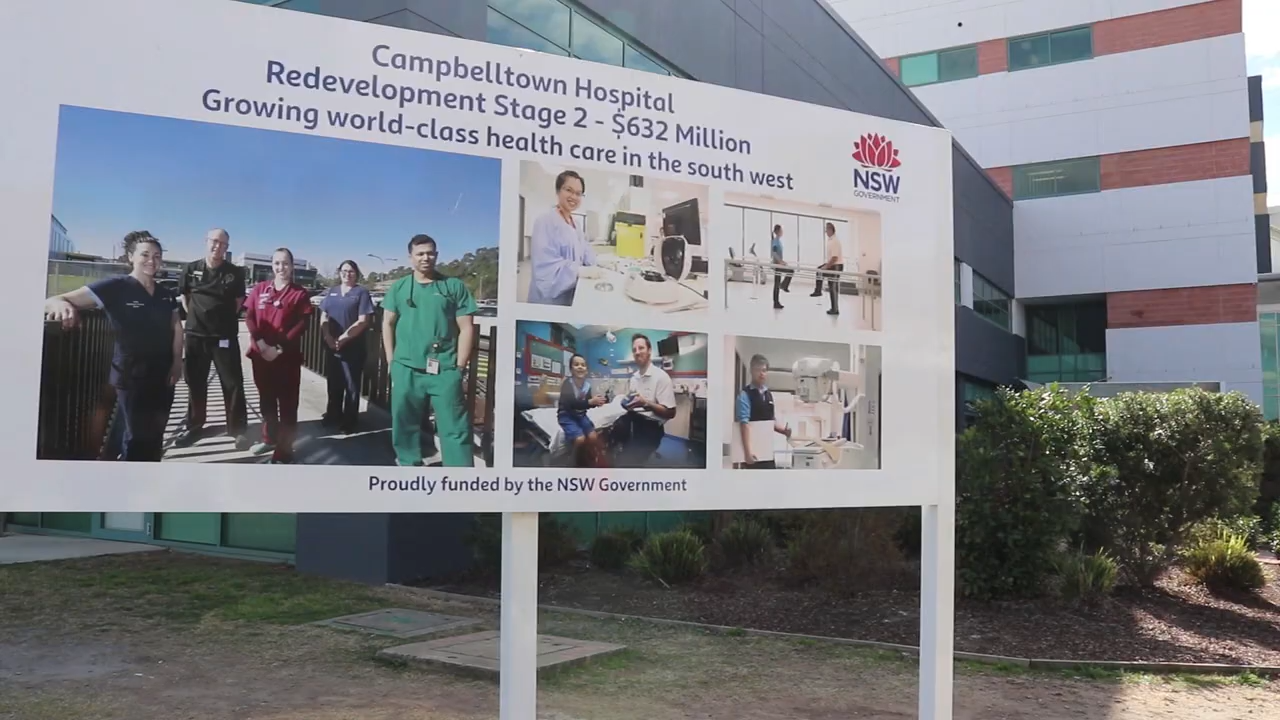 Campbelltown Hospital
Redevelopment Stage 2 - $632 Million
Growing world-class health care in the south west
NSW
GOVERNMENT
Proudly funded by the NSW Government